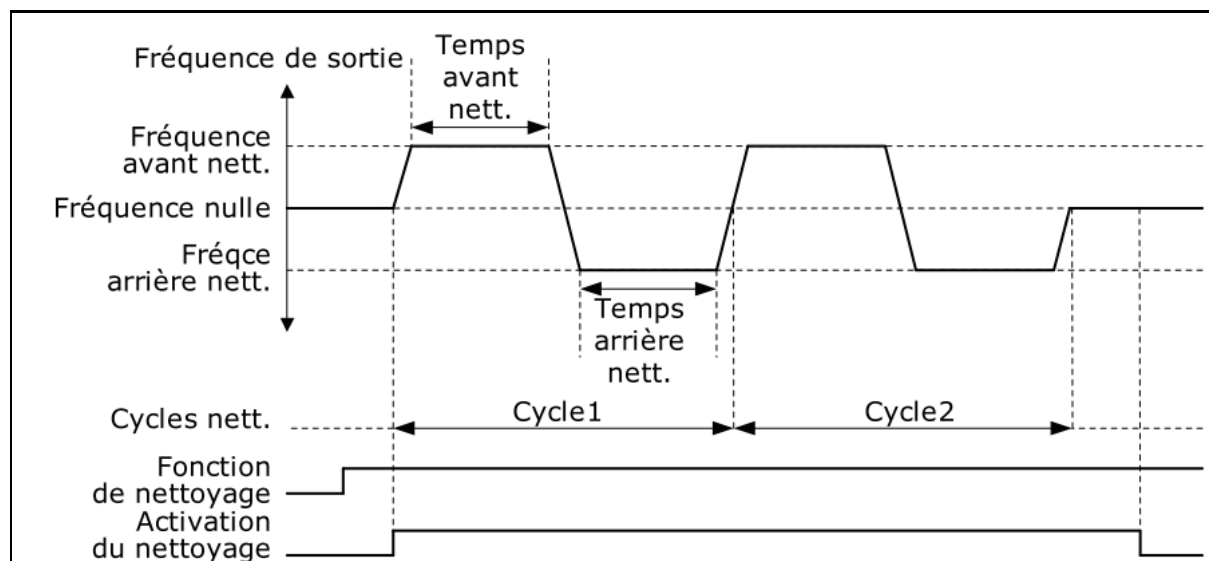 Fréquence de sortie
Temps
avant
nett.
Fréquence
avant nett.
Fréquence nulle
Fréqce
arrière nett.
Temps
arrière
nett.
Cycles nett.
Cycle1
Cycle2
Fonction
de nettoyage
Activation
du nettoyage